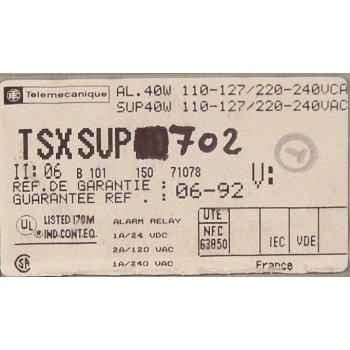 Telemecanique
AL.40W 110-127/220-240VCA
SUP40W 110-127/220-240VAC
TSXSUP 702
II: 06 B 101 150 71078 V:
REF.DE GARANTIE :
GUARANTEE REF . : 06-92
UL LISTED 170M
IND.CONT.EQ.
ALARM RELAY
1A/24 VDC
2A/120 VAC
1A/240 VAC
UTE
NFC
63850
IEC VDE
France